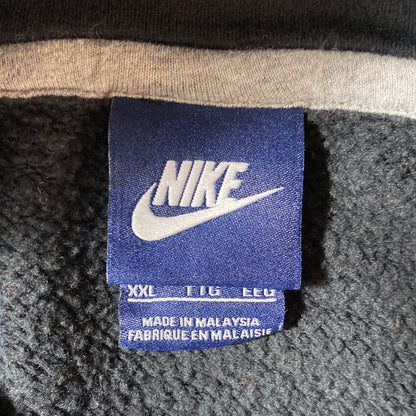 NIKE
XXL TTG EEG
MADE IN MALAYSIA
FABRIQUE EN MALAISIE